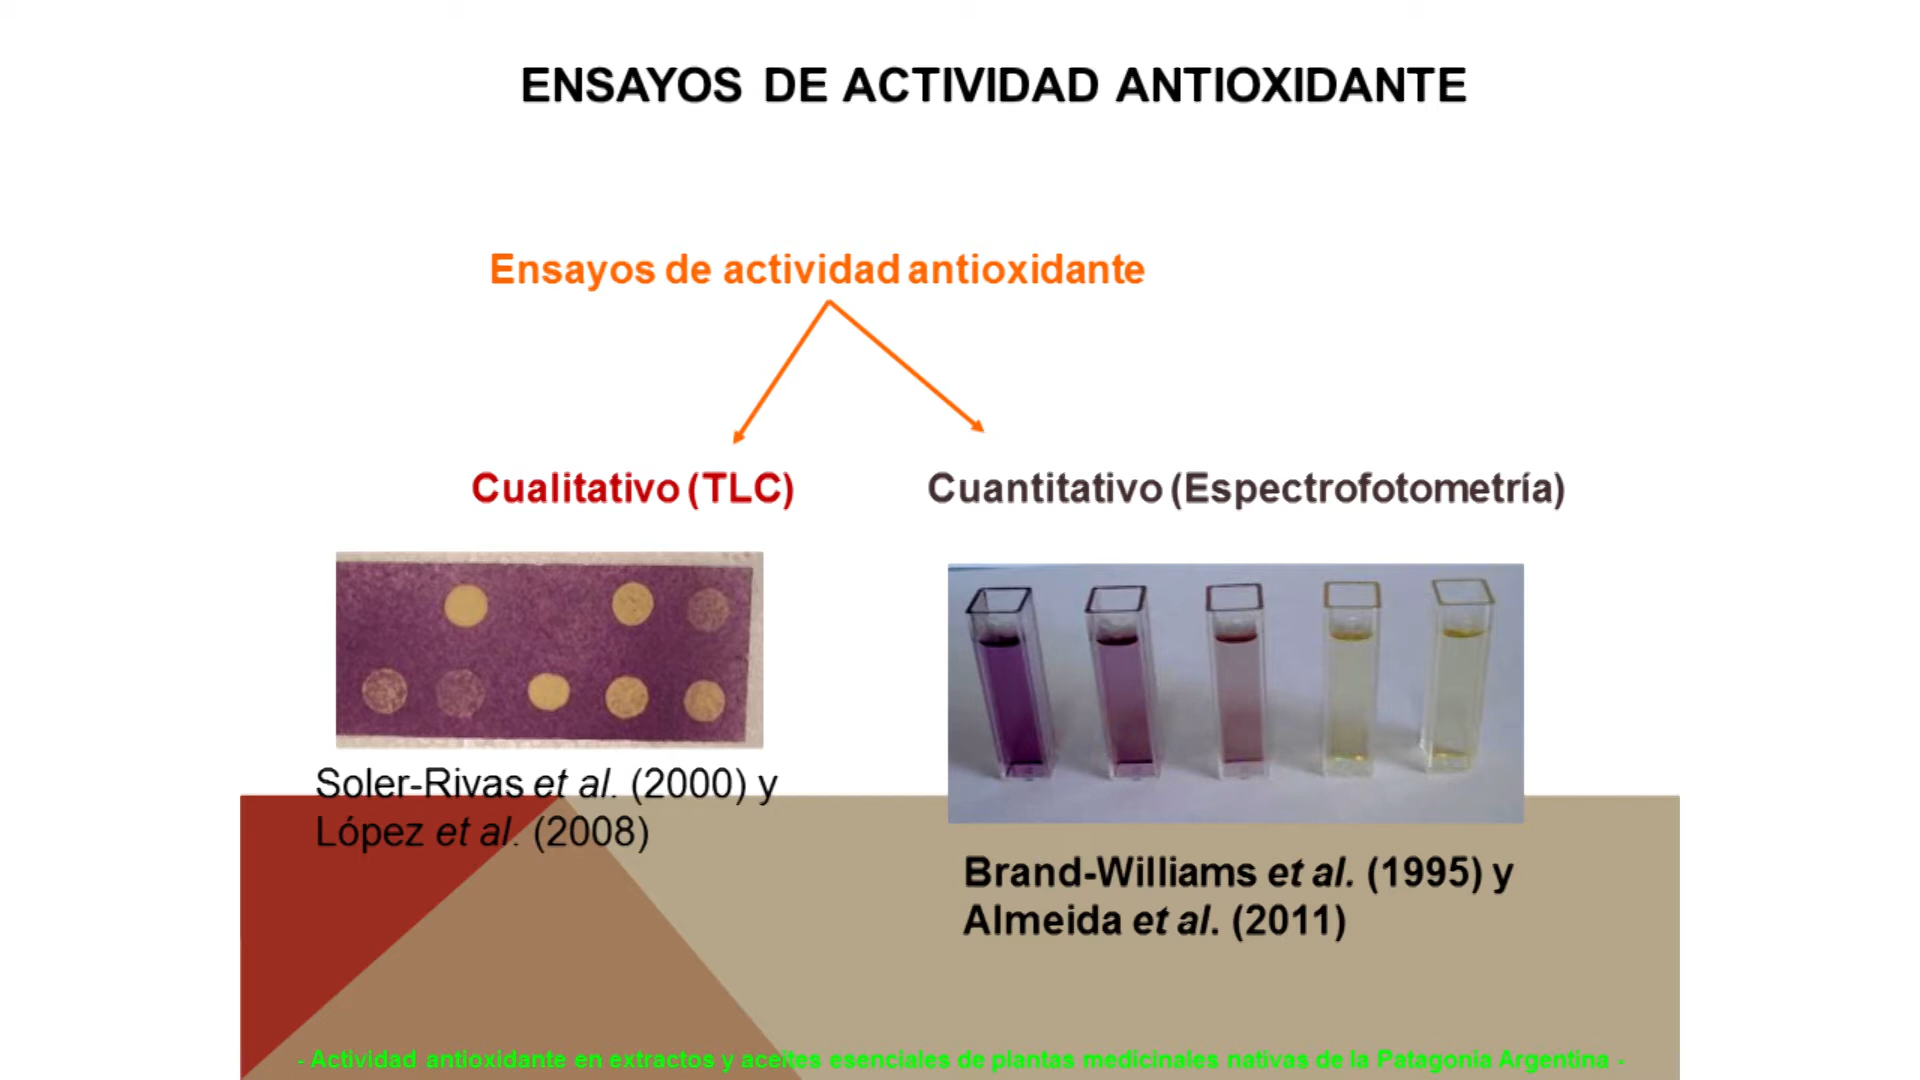 ENSAYOS DE ACTIVIDAD ANTIOXIDANTE
Ensayos de actividad antioxidante
Cualitativo (TLC)
Cuantitativo (Espectrofotometría)
Soler-Rivas et al. (2000) y
López et al. (2008)
Brand-Williams et al. (1995) y
Almeida et al. (2011)
- Actividad antioxidante en extractos y aceites esenciales de plantas medicinales nativas de la Patagonia Argentina -